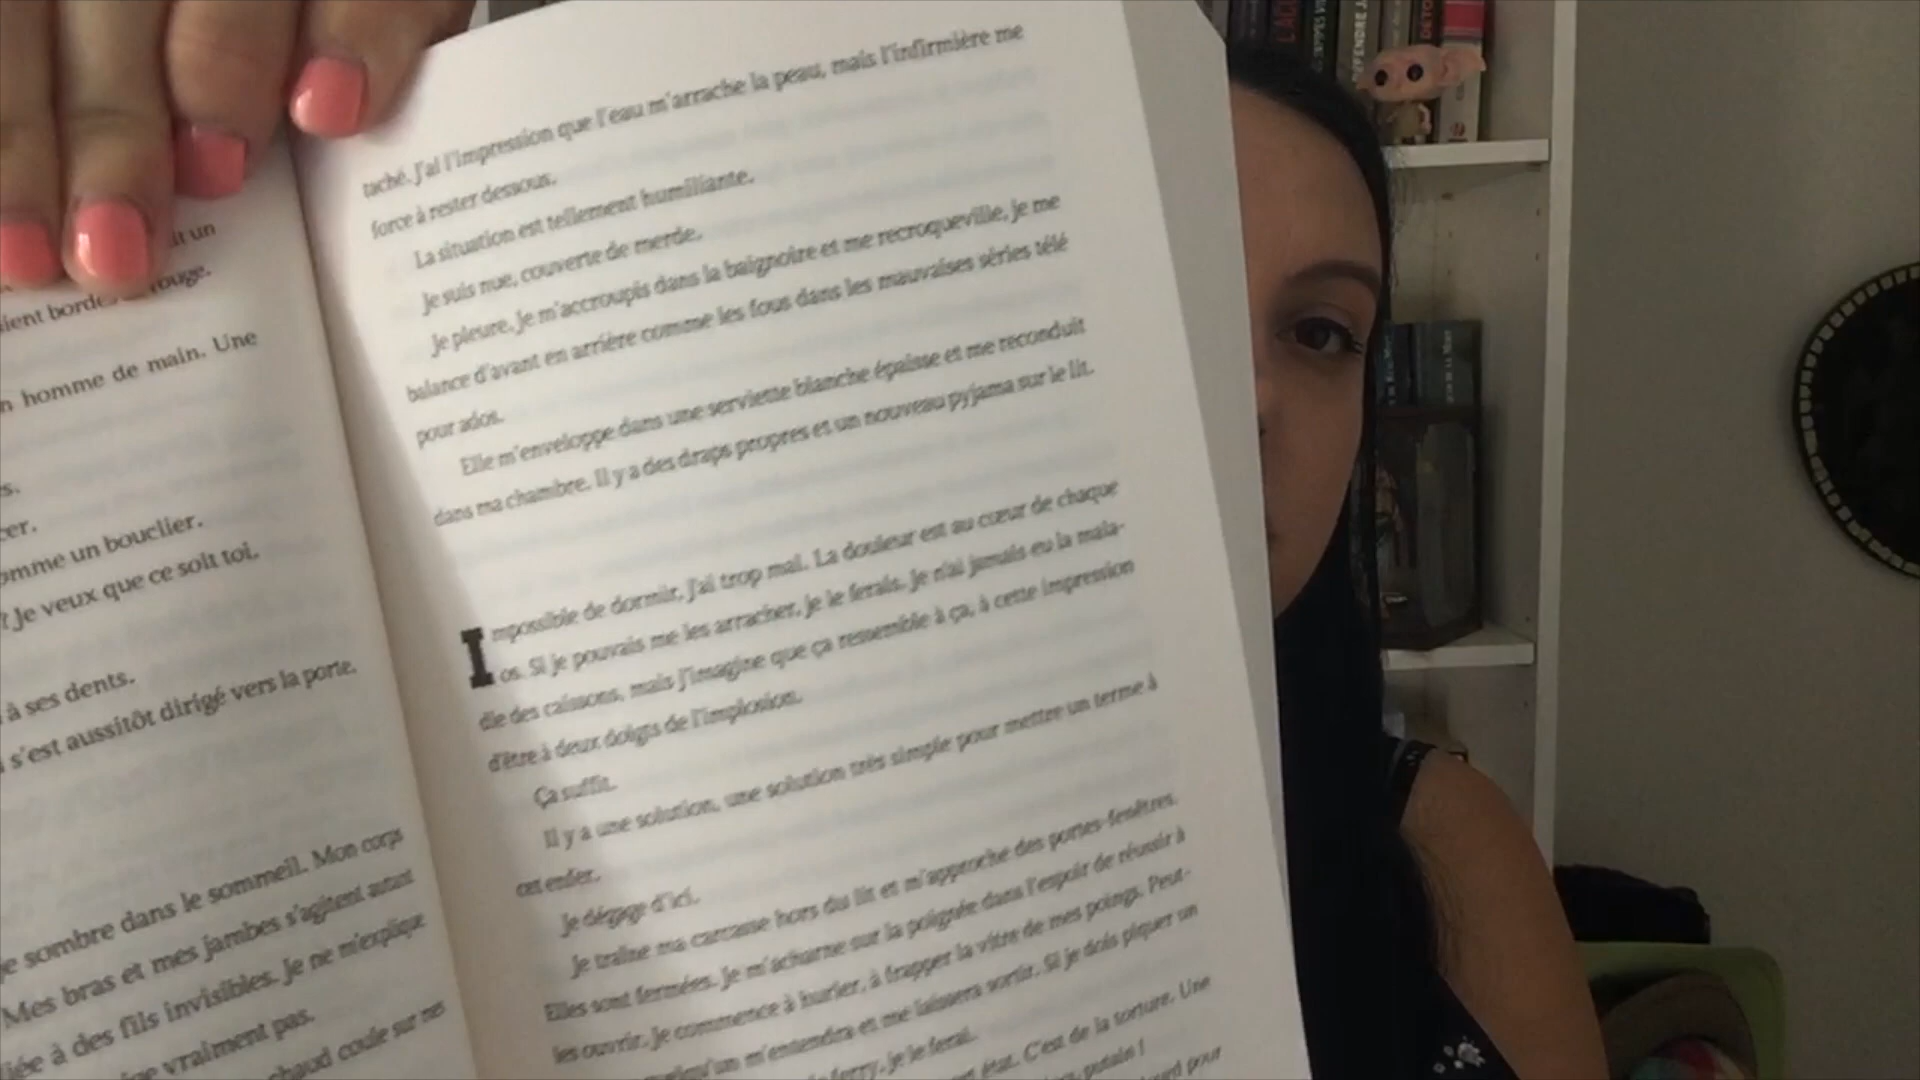 it un
aient bordés rouge.
n homme de main. Une
s.
cer.
omme un bouclier.
? Je veux que ce soit toi.
à ses dents.
s'est aussitôt dirigé vers la porte.
je sombre dans le sommeil. Mon corps
Mes bras et mes jambes s'agitent autant
liée à des fils invisibles. Je ne m'explique
vraiment pas.
chaud coule sur mes
taché. J'ai l'impression que l'eau m'arrache la peau, mais l'infirmière me
force à rester dessous.
La situation est tellement humiliante.
Je suis nue, couverte de merde.
Je pleure. Je m'accroupis dans la baignoire et me recroqueville, je me
balance d'avant en arrière comme les fous dans les mauvaises séries télé
pour ados.
Elle m'enveloppe dans une serviette blanche épaisse et me reconduit
dans ma chambre. Il y a des draps propres et un nouveau pyjama sur le lit.
Impossible de dormir. J'ai trop mal. La douleur est au cœur de chaque
os. Si je pouvais me les arracher, je le ferais. Je n'ai jamais eu la mala-
die des caissons, mais j'imagine que ça ressemble à ça, à cette impression
d'être à deux doigts de l'implosion.
Ça suffit.
Il y a une solution, une solution très simple pour mettre un terme à
cet enfer.
Je dégage d'ici.
Je traîne ma carcasse hors du lit et m'approche des portes-fenêtres.
Elles sont fermées. Je m'acharne sur la poignée dans l'espoir de réussir à
les ouvrir. Je commence à hurler, à frapper la vitre de mes poings. Peut-
quelqu'un m'entendra et me laissera sortir. Si je dois piquer un
ferry, je le ferai.
état. C'est de la torture. Une
putain !
pour